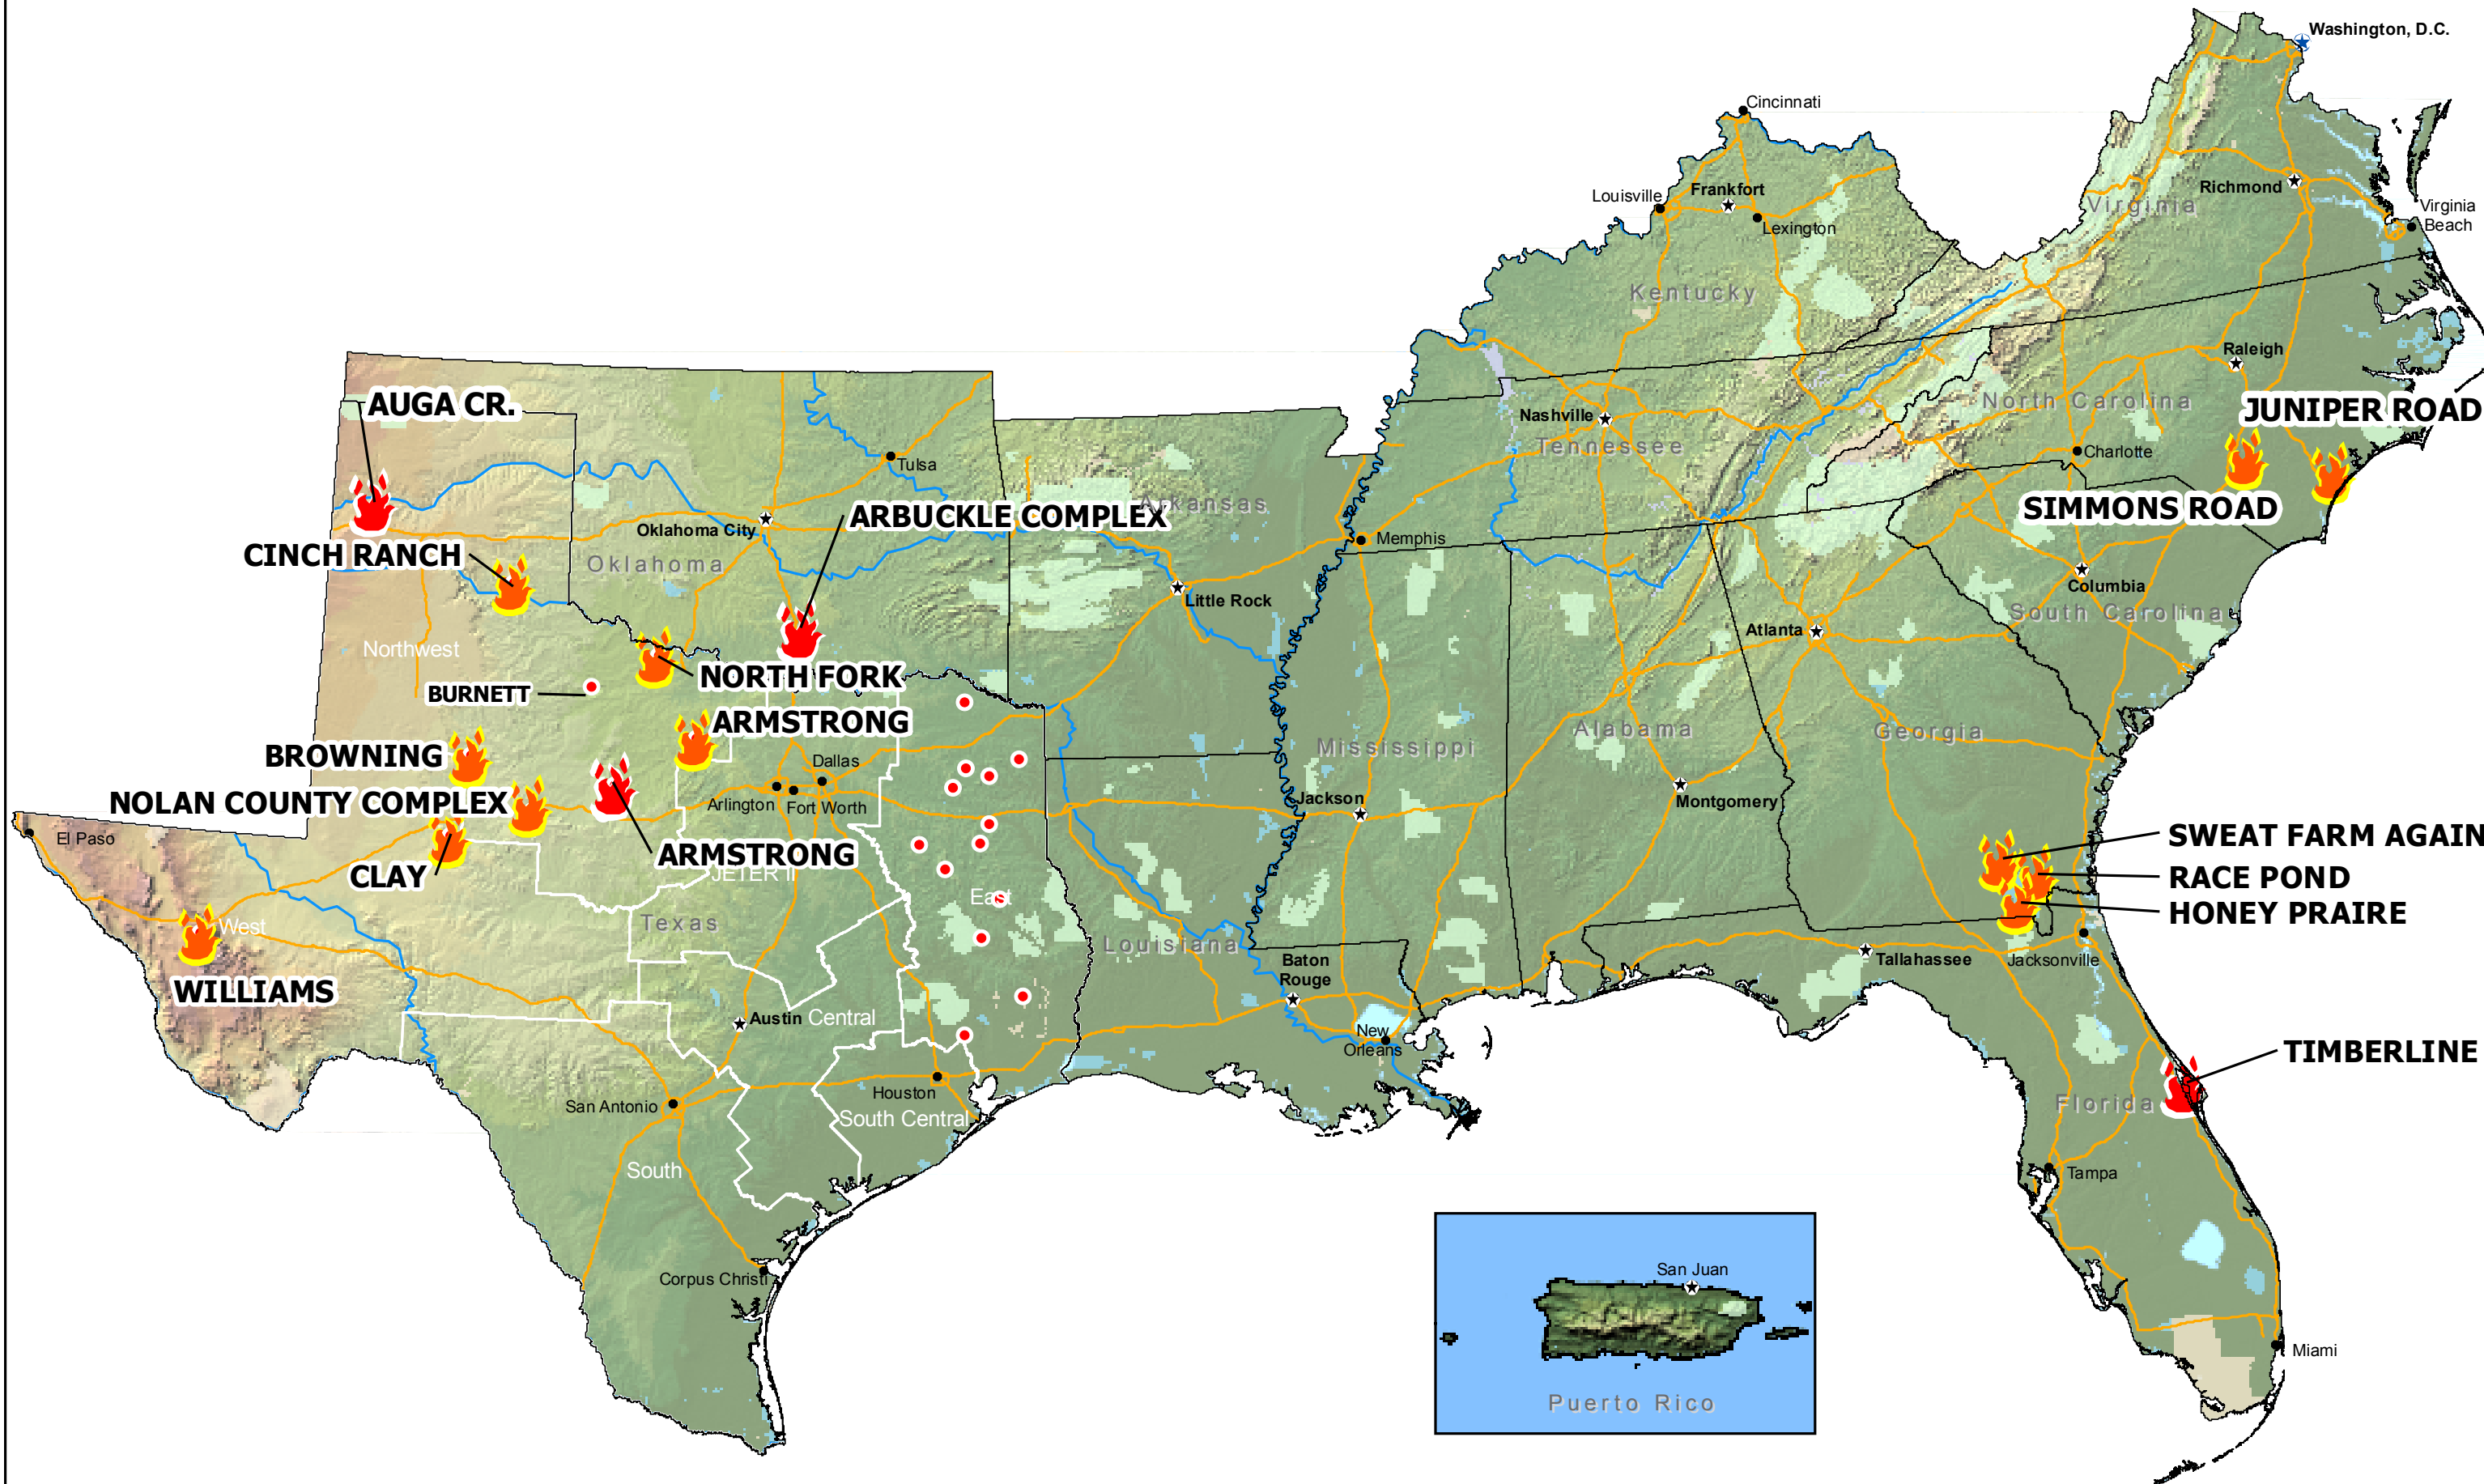 Washington, D.C.
Cincinnati
Louisville
Frankfort
Lexington
Richmond
Virginia
Virginia
Beach
Kentucky
Raleigh
AUGA CR.
North Carolina
JUNIPER ROAD
Nashville
Tennessee
Charlotte
Tulsa
Arkansas
ARBUCKLE COMPLEX
SIMMONS ROAD
Oklahoma City
Memphis
CINCH RANCH
Oklahoma
Columbia
Little Rock
South Carolina
Atlanta
Northwest
NORTH FORK
BURNETT
ARMSTRONG
Alabama
Georgia
Mississippi
BROWNING
Dallas
NOLAN COUNTY COMPLEX
Arlington
Fort Worth
Jackson
Montgomery
El Paso
SWEAT FARM AGAIN
ARMSTRONG
JETER II
CLAY
RACE POND
East
HONEY PRAIRE
West
Texas
Louisiana
Baton
Rouge
Tallahassee
Jacksonville
WILLIAMS
Austin
Central
New
Orleans
TIMBERLINE
Houston
San Antonio
South Central
Florida
South
Tampa
Corpus Christi
San Juan
Miami
Puerto Rico